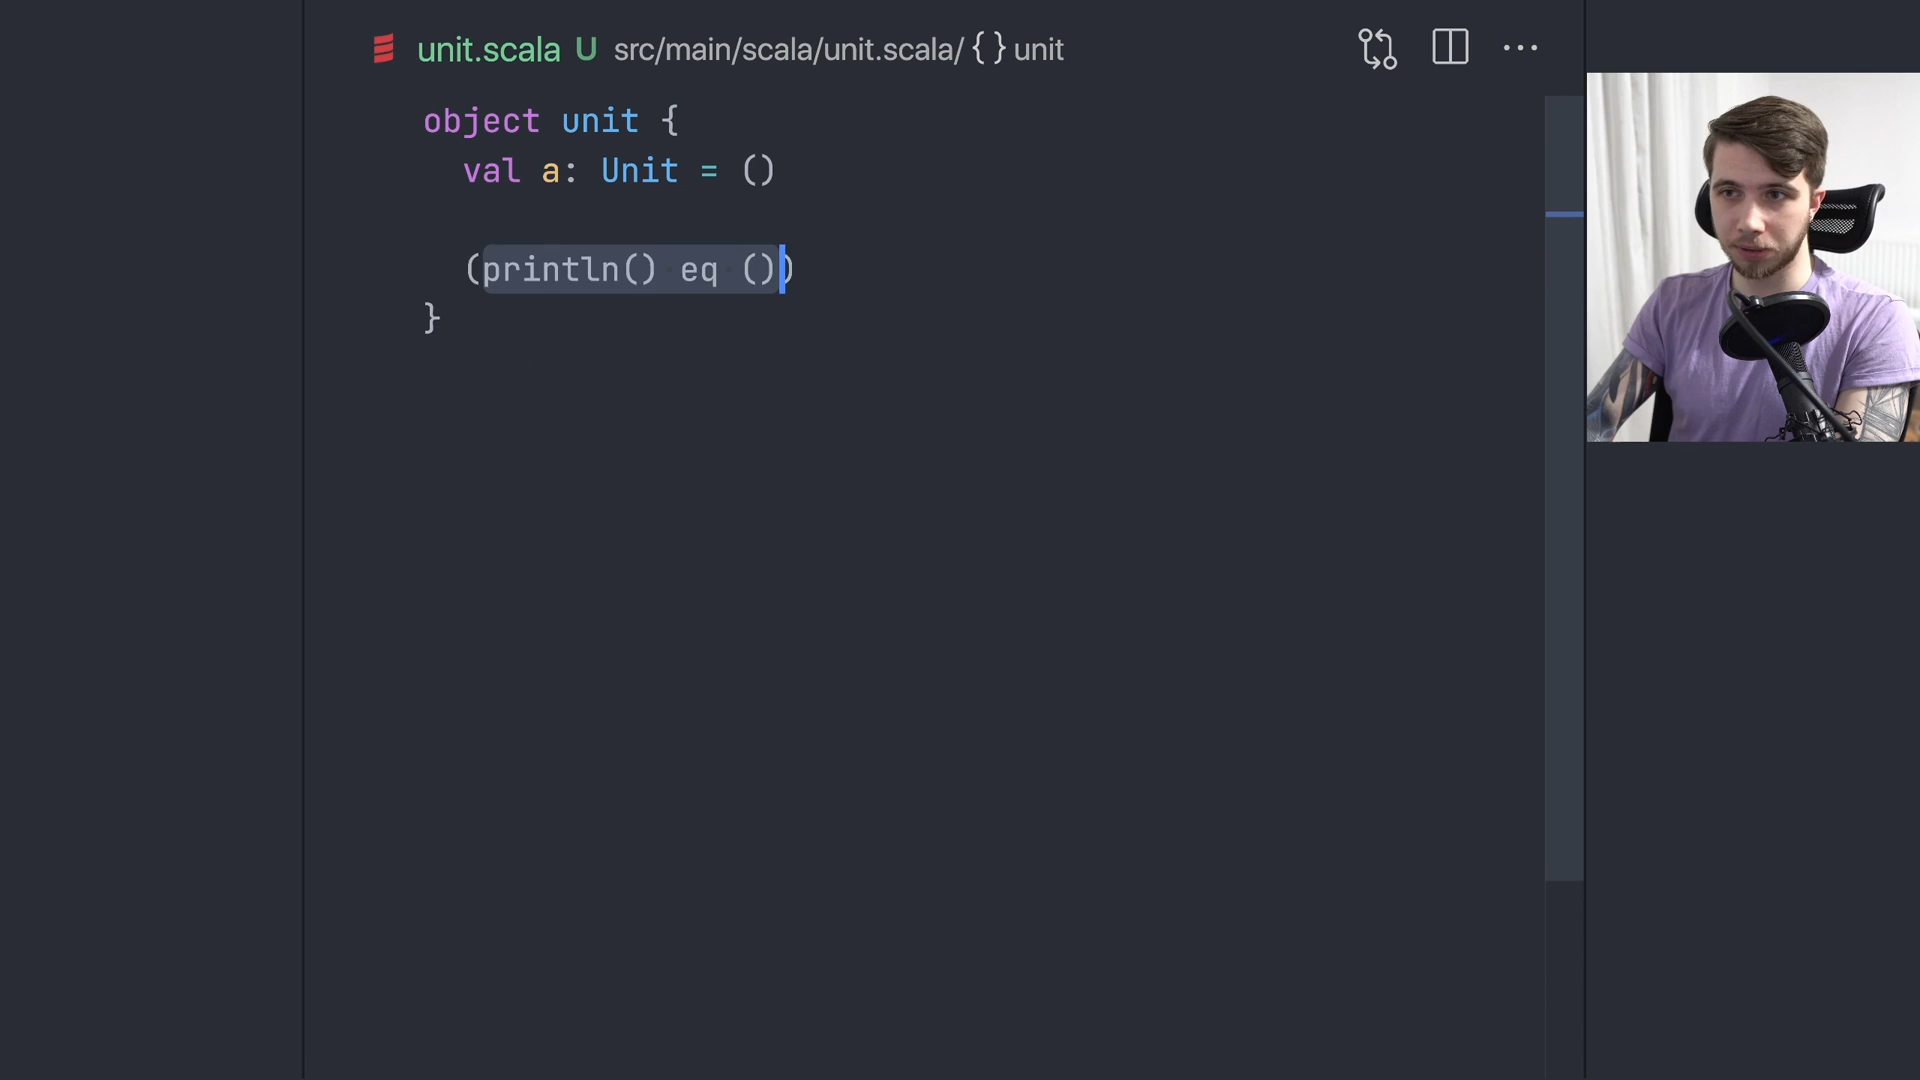 unit.scala U src/main/scala/unit.scala/{} unit
object unit {
val a: Unit = ()
(println() eq ())
}